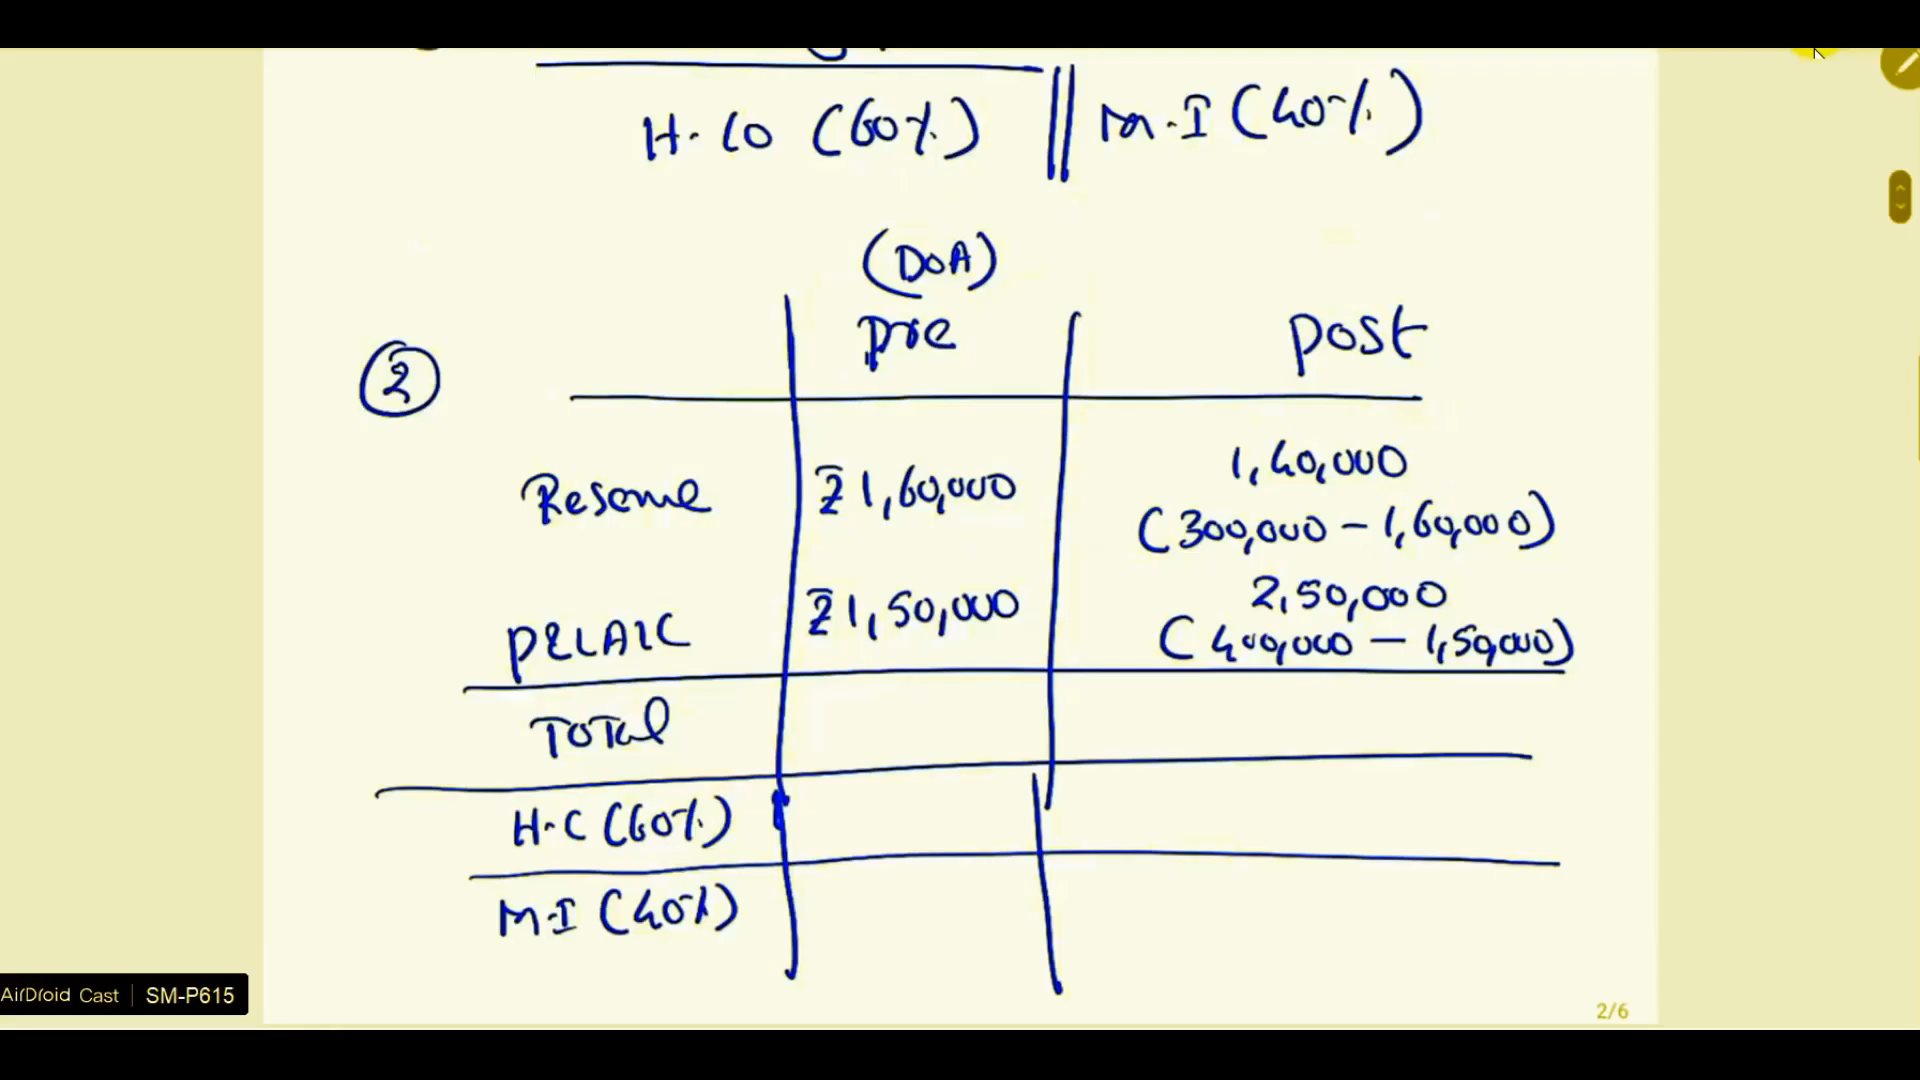 H.Co (60%) || M.I (40%)
(DOA)
② Pre Post
Reserve ₹1,60,000 1,40,000
(300,000 - 1,60,000)
P&LA/C ₹1,50,000 2,50,000
(400,000 - 1,50,000)
Total
H.C (60%)
M.I (40%)
AirDroid Cast | SM-P615
2/6